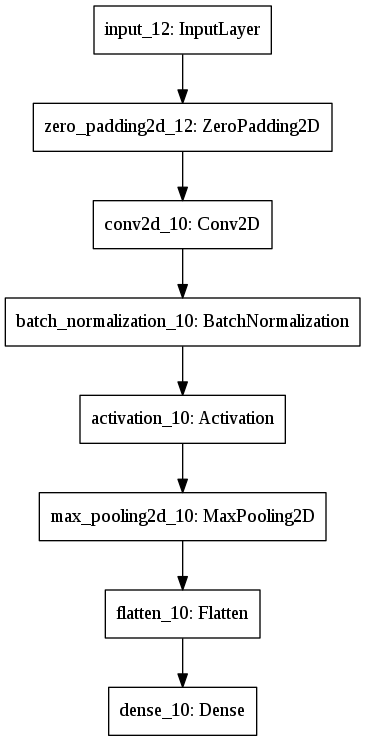 input_12: InputLayer
zero_padding2d_12: ZeroPadding2D
conv2d_10: Conv2D
batch_normalization_10: BatchNormalization
activation_10: Activation
max_pooling2d_10: MaxPooling2D
flatten_10: Flatten
dense_10: Dense